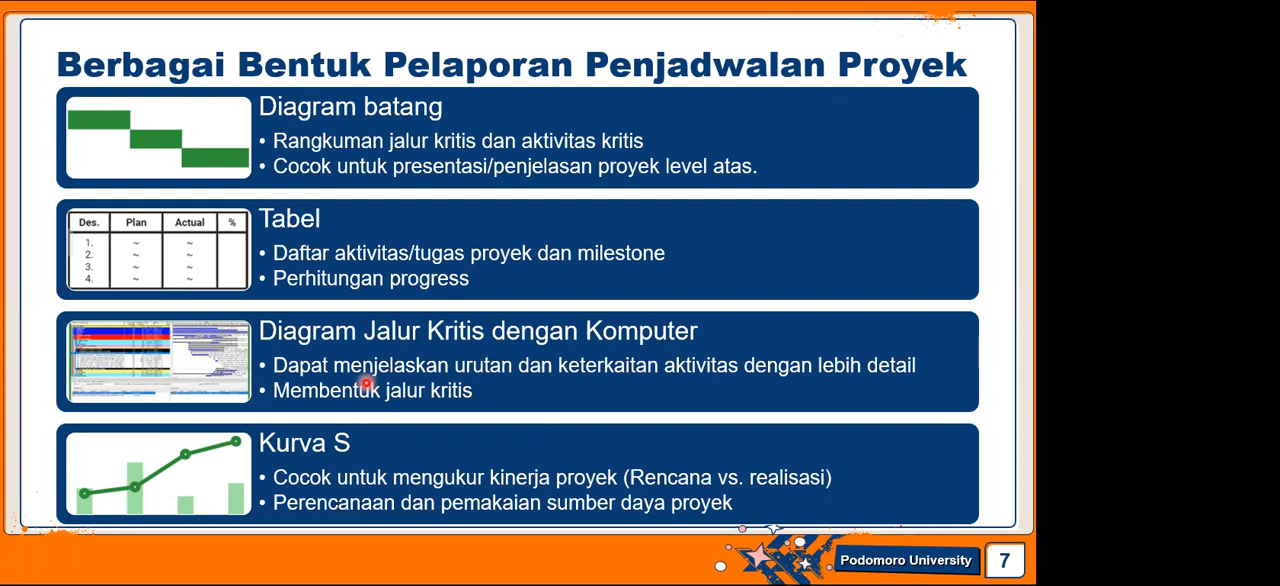 Berbagai Bentuk Pelaporan Penjadwalan Proyek
Diagram batang
• Rangkuman jalur kritis dan aktivitas kritis
• Cocok untuk presentasi/penjelasan proyek level atas.
Des. Plan Actual %
1. ~ ~
2. ~ ~
3. ~ ~
4. ~ ~
Tabel
• Daftar aktivitas/tugas proyek dan milestone
• Perhitungan progress
Diagram Jalur Kritis dengan Komputer
• Dapat menjelaskan urutan dan keterkaitan aktivitas dengan lebih detail
• Membentuk jalur kritis
Kurva S
• Cocok untuk mengukur kinerja proyek (Rencana vs. realisasi)
• Perencanaan dan pemakaian sumber daya proyek
Podomoro University
7